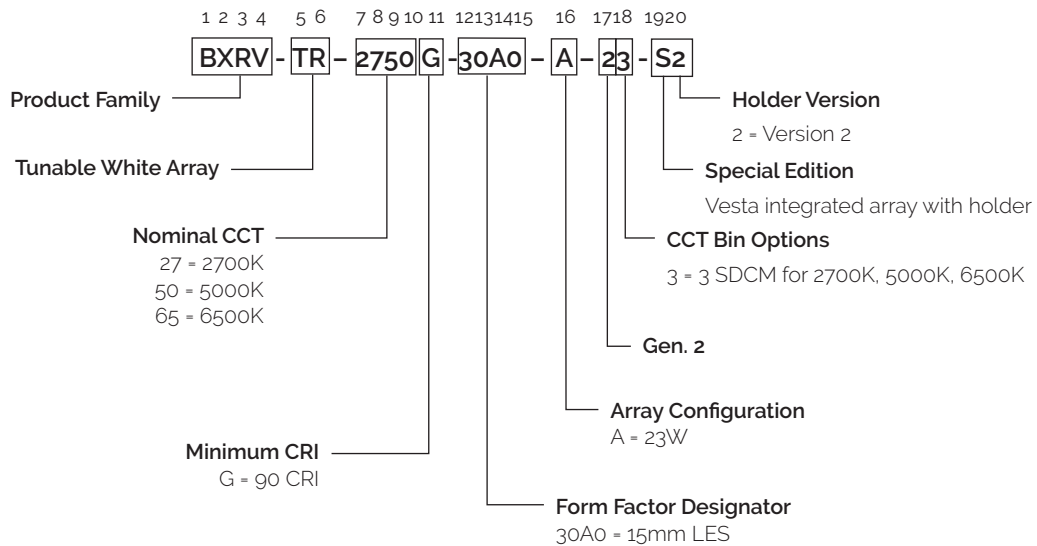 1 2 3 4 5 6 7 8 9 10 11 12131415 16 1718 1920
BXRV - TR – 2750 G -30A0 – A – 23 - S2
Product Family
Holder Version
2 = Version 2
Tunable White Array
Special Edition
Vesta integrated array with holder
Nominal CCT
27 = 2700K
50 = 5000K
65 = 6500K
CCT Bin Options
3 = 3 SDCM for 2700K, 5000K, 6500K
Gen. 2
Array Configuration
A = 23W
Minimum CRI
G = 90 CRI
Form Factor Designator
30A0 = 15mm LES